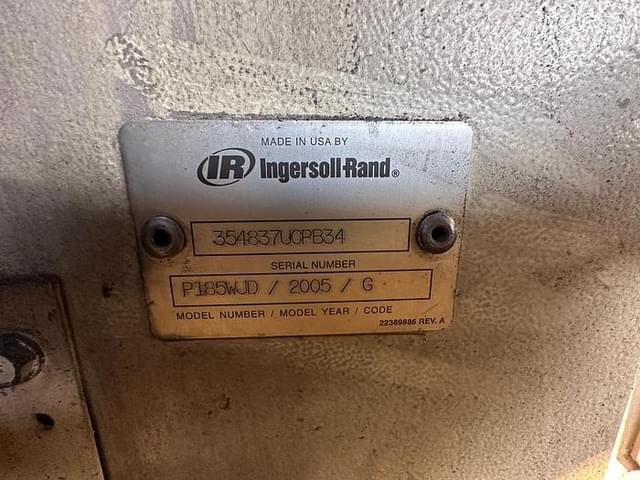 MADE IN USA BY
IR Ingersoll-Rand®
354837UCPB34
SERIAL NUMBER
P185WJD / 2005 / G
MODEL NUMBER / MODEL YEAR / CODE
22389886 REV. A